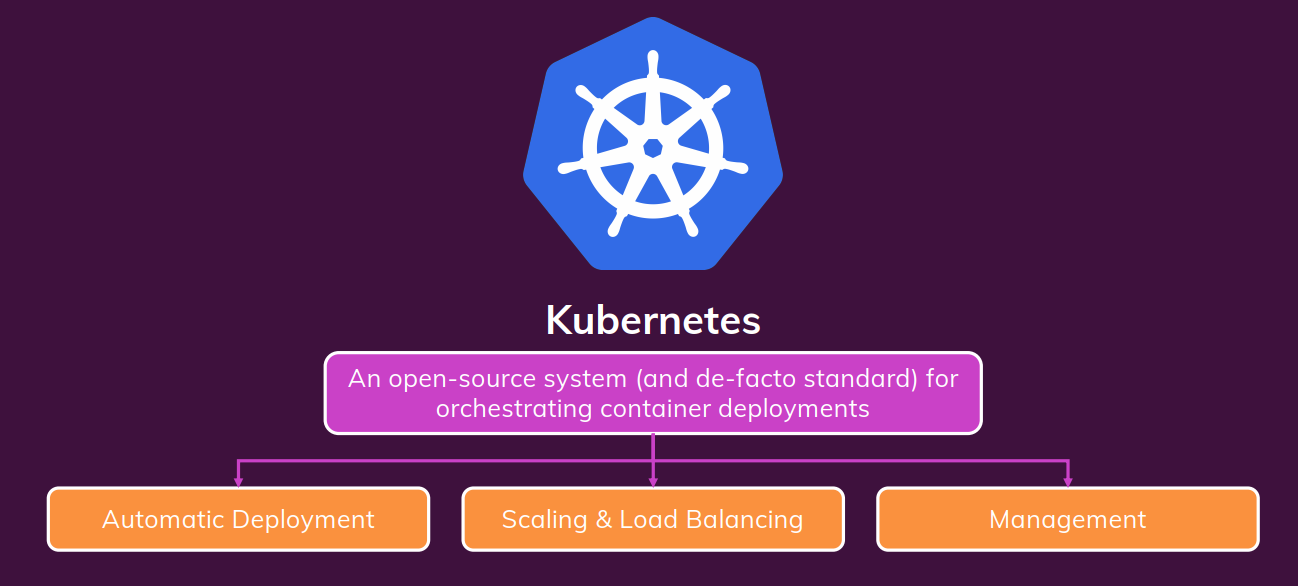 Kubernetes
An open-source system (and de-facto standard) for
orchestrating container deployments
Automatic Deployment
Scaling & Load Balancing
Management